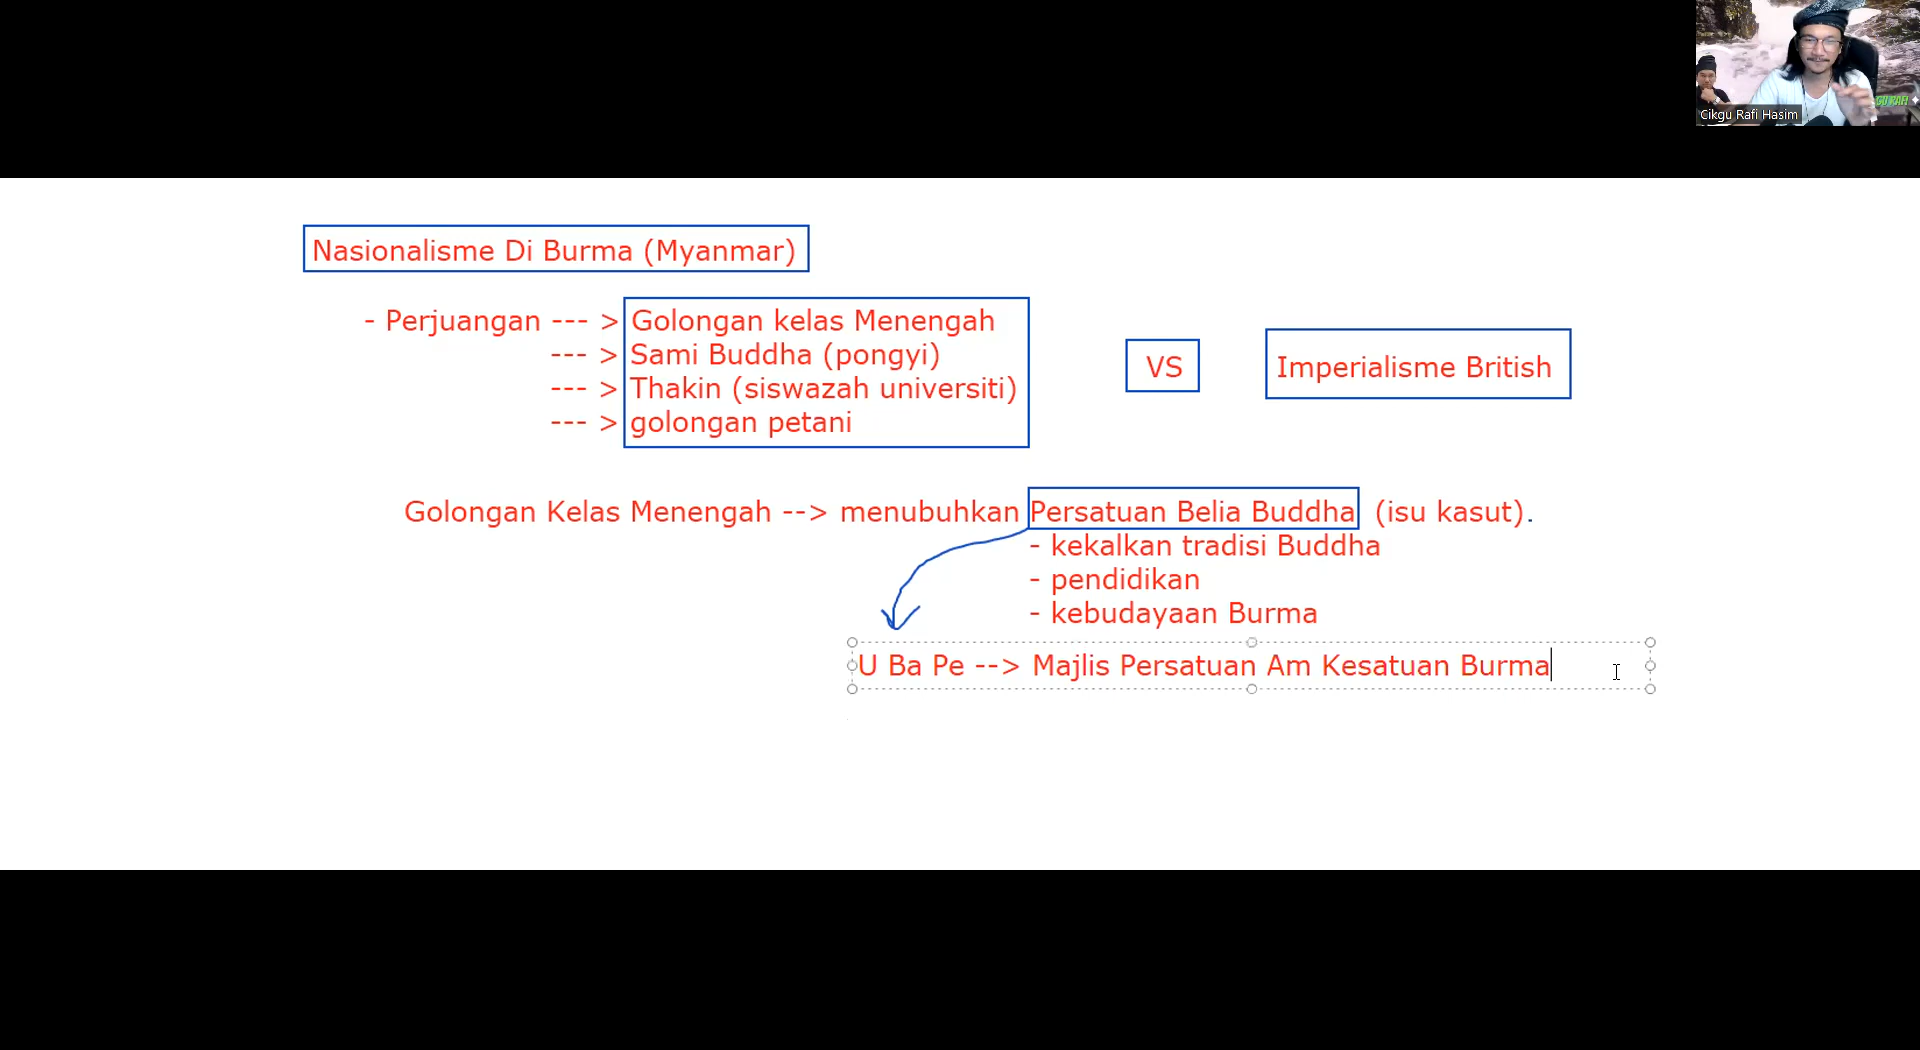 Cikgu Rafi Hasim
Nasionalisme Di Burma (Myanmar)
- Perjuangan --- > Golongan kelas Menengah
--- > Sami Buddha (pongyi)
--- > Thakin (siswazah universiti)
--- > golongan petani
VS
Imperialisme British
Golongan Kelas Menengah --> menubuhkan Persatuan Belia Buddha (isu kasut).
- kekalkan tradisi Buddha
- pendidikan
- kebudayaan Burma
U Ba Pe --> Majlis Persatuan Am Kesatuan Burma